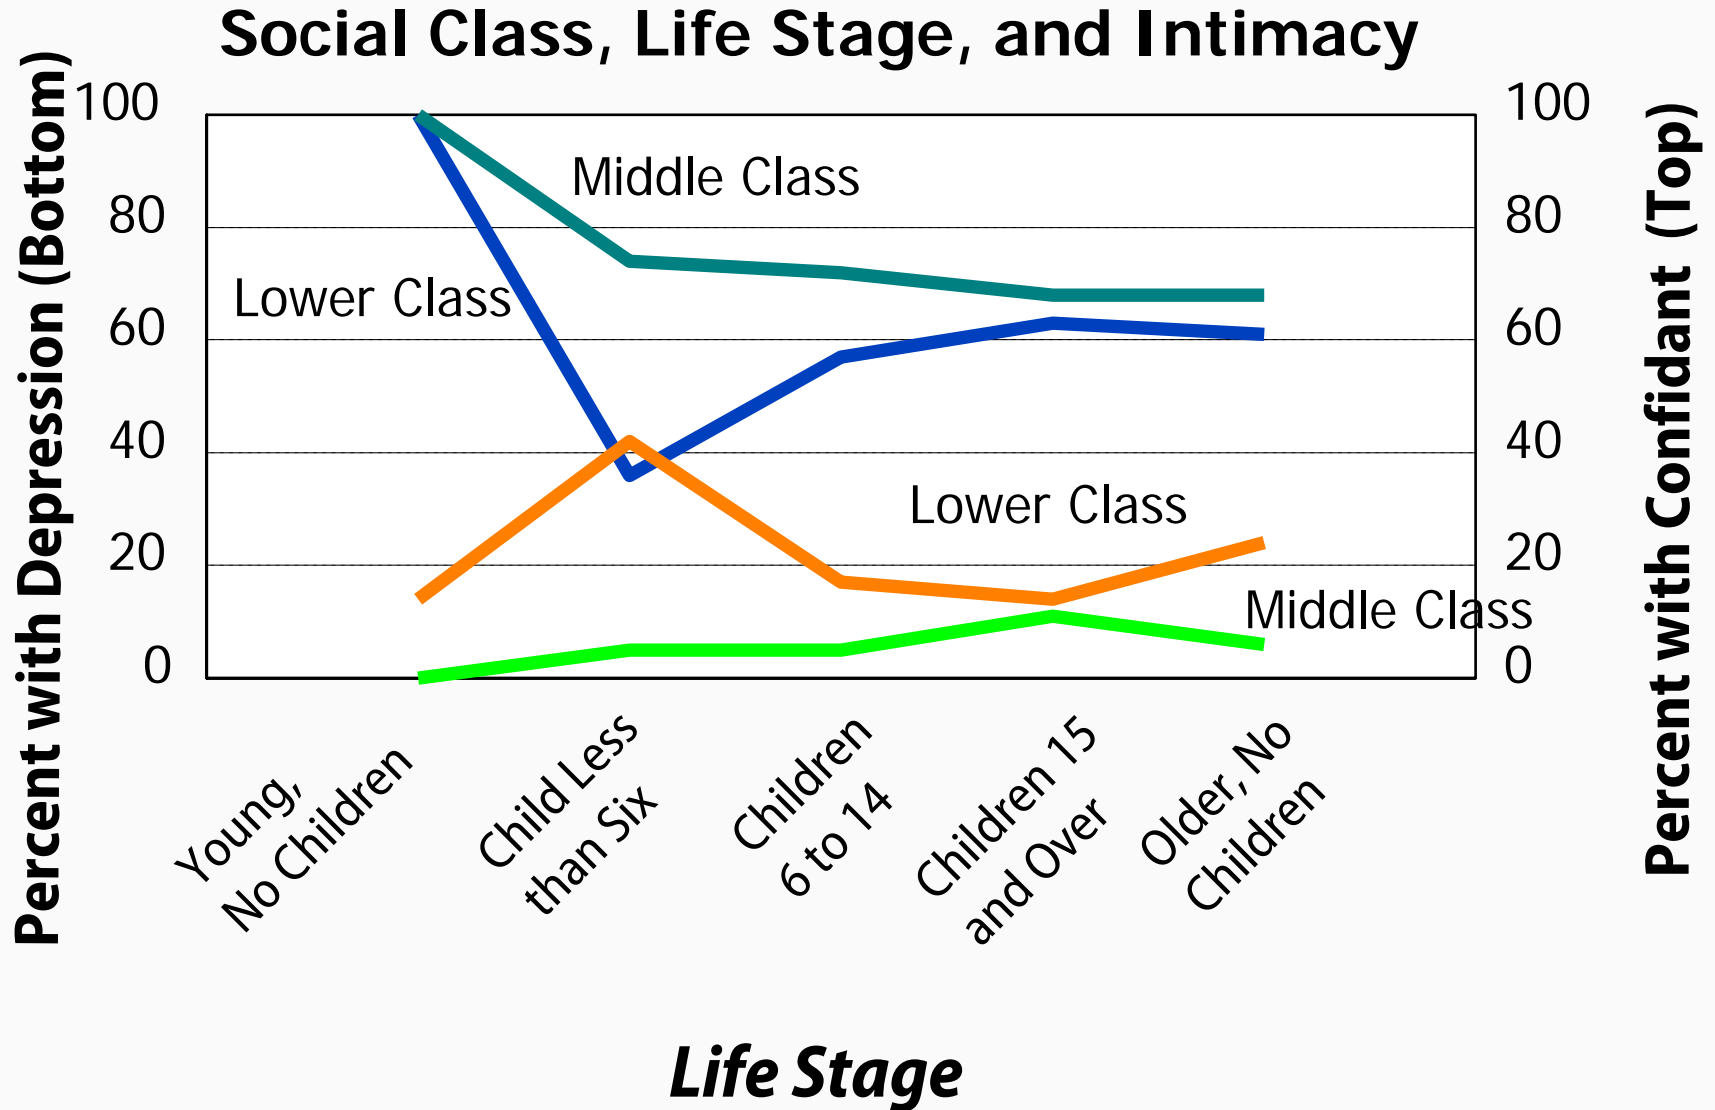 Social Class, Life Stage, and Intimacy
Percent with Depression (Bottom)
100
80
60
40
20
0
Middle Class
Lower Class
Lower Class
Middle Class
100
80
60
40
20
0
Percent with Confidant (Top)
Young,
No Children
Child Less
than Six
Children
6 to 14
Children 15
and Over
Older, No
Children
Life Stage